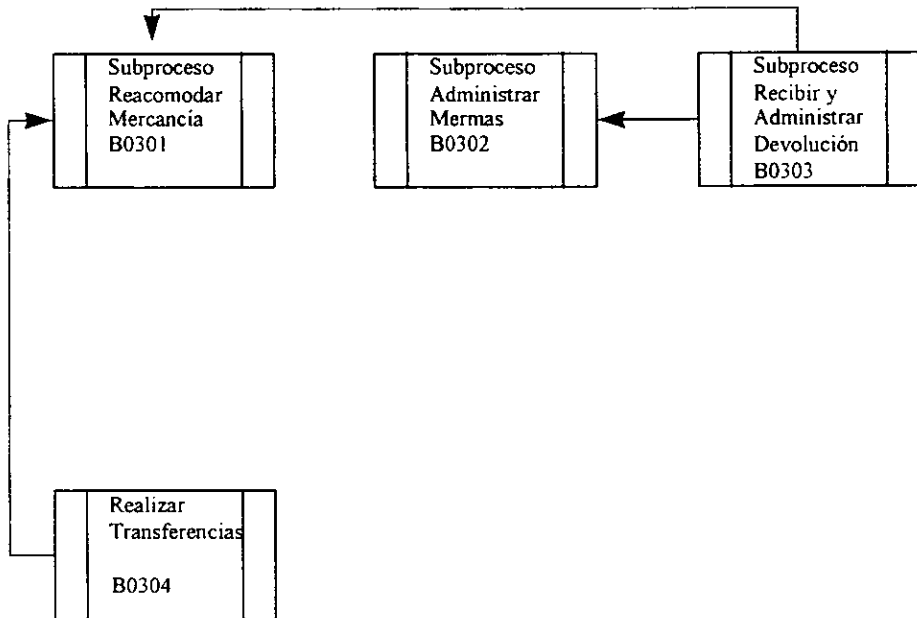 Subproceso
Reacomodar
Mercancía
B0301
Subproceso
Administrar
Mermas
B0302
Subproceso
Recibir y
Administrar
Devolución
B0303
Realizar
Transferencias
B0304